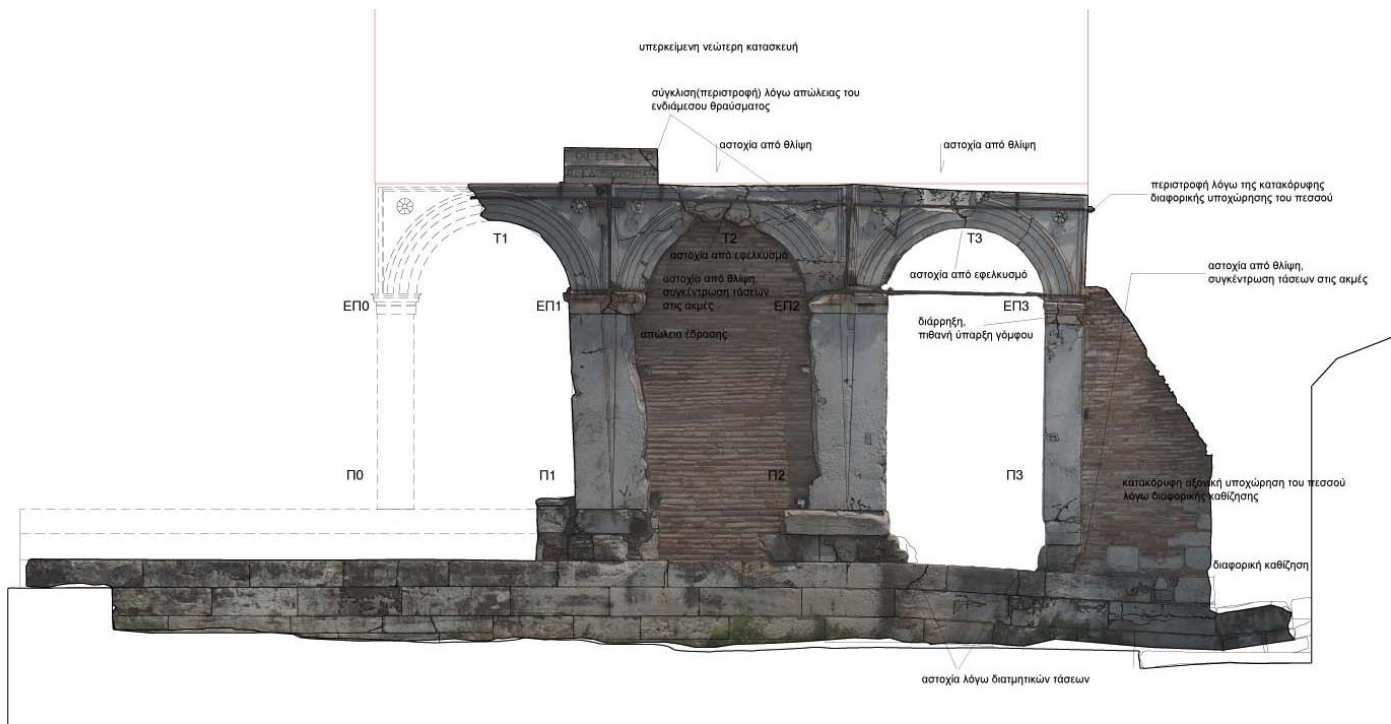 υπερκείμενη νεώτερη κατασκευή
σύγκλιση(περιστροφή) λόγω απώλειας του
ενδιάμεσου θραύσματος
αστοχία από θλίψη
αστοχία από θλίψη
περιστροφή λόγω της κατακόρυφης
διαφορικής υποχώρησης του πεσσού
T1
T2
T3
αστοχία από εφελκυσμό
αστοχία από εφελκυσμό
αστοχία από θλίψη,
συγκέντρωση τάσεων στις ακμές
αστοχία από θλίψη,
συγκέντρωση τάσεων
στις ακμές
ΕΠ0
ΕΠ1
ΕΠ2
ΕΠ3
διάρρηξη,
πιθανή ύπαρξη γόμφου
απώλεια έδρασης
Π0
Π1
Π2
Π3
κατακόρυφη αξονική υποχώρηση του πεσσού
λόγω διαφορικής καθίζησης
διαφορική καθίζηση
αστοχία λόγω διατμητικών τάσεων